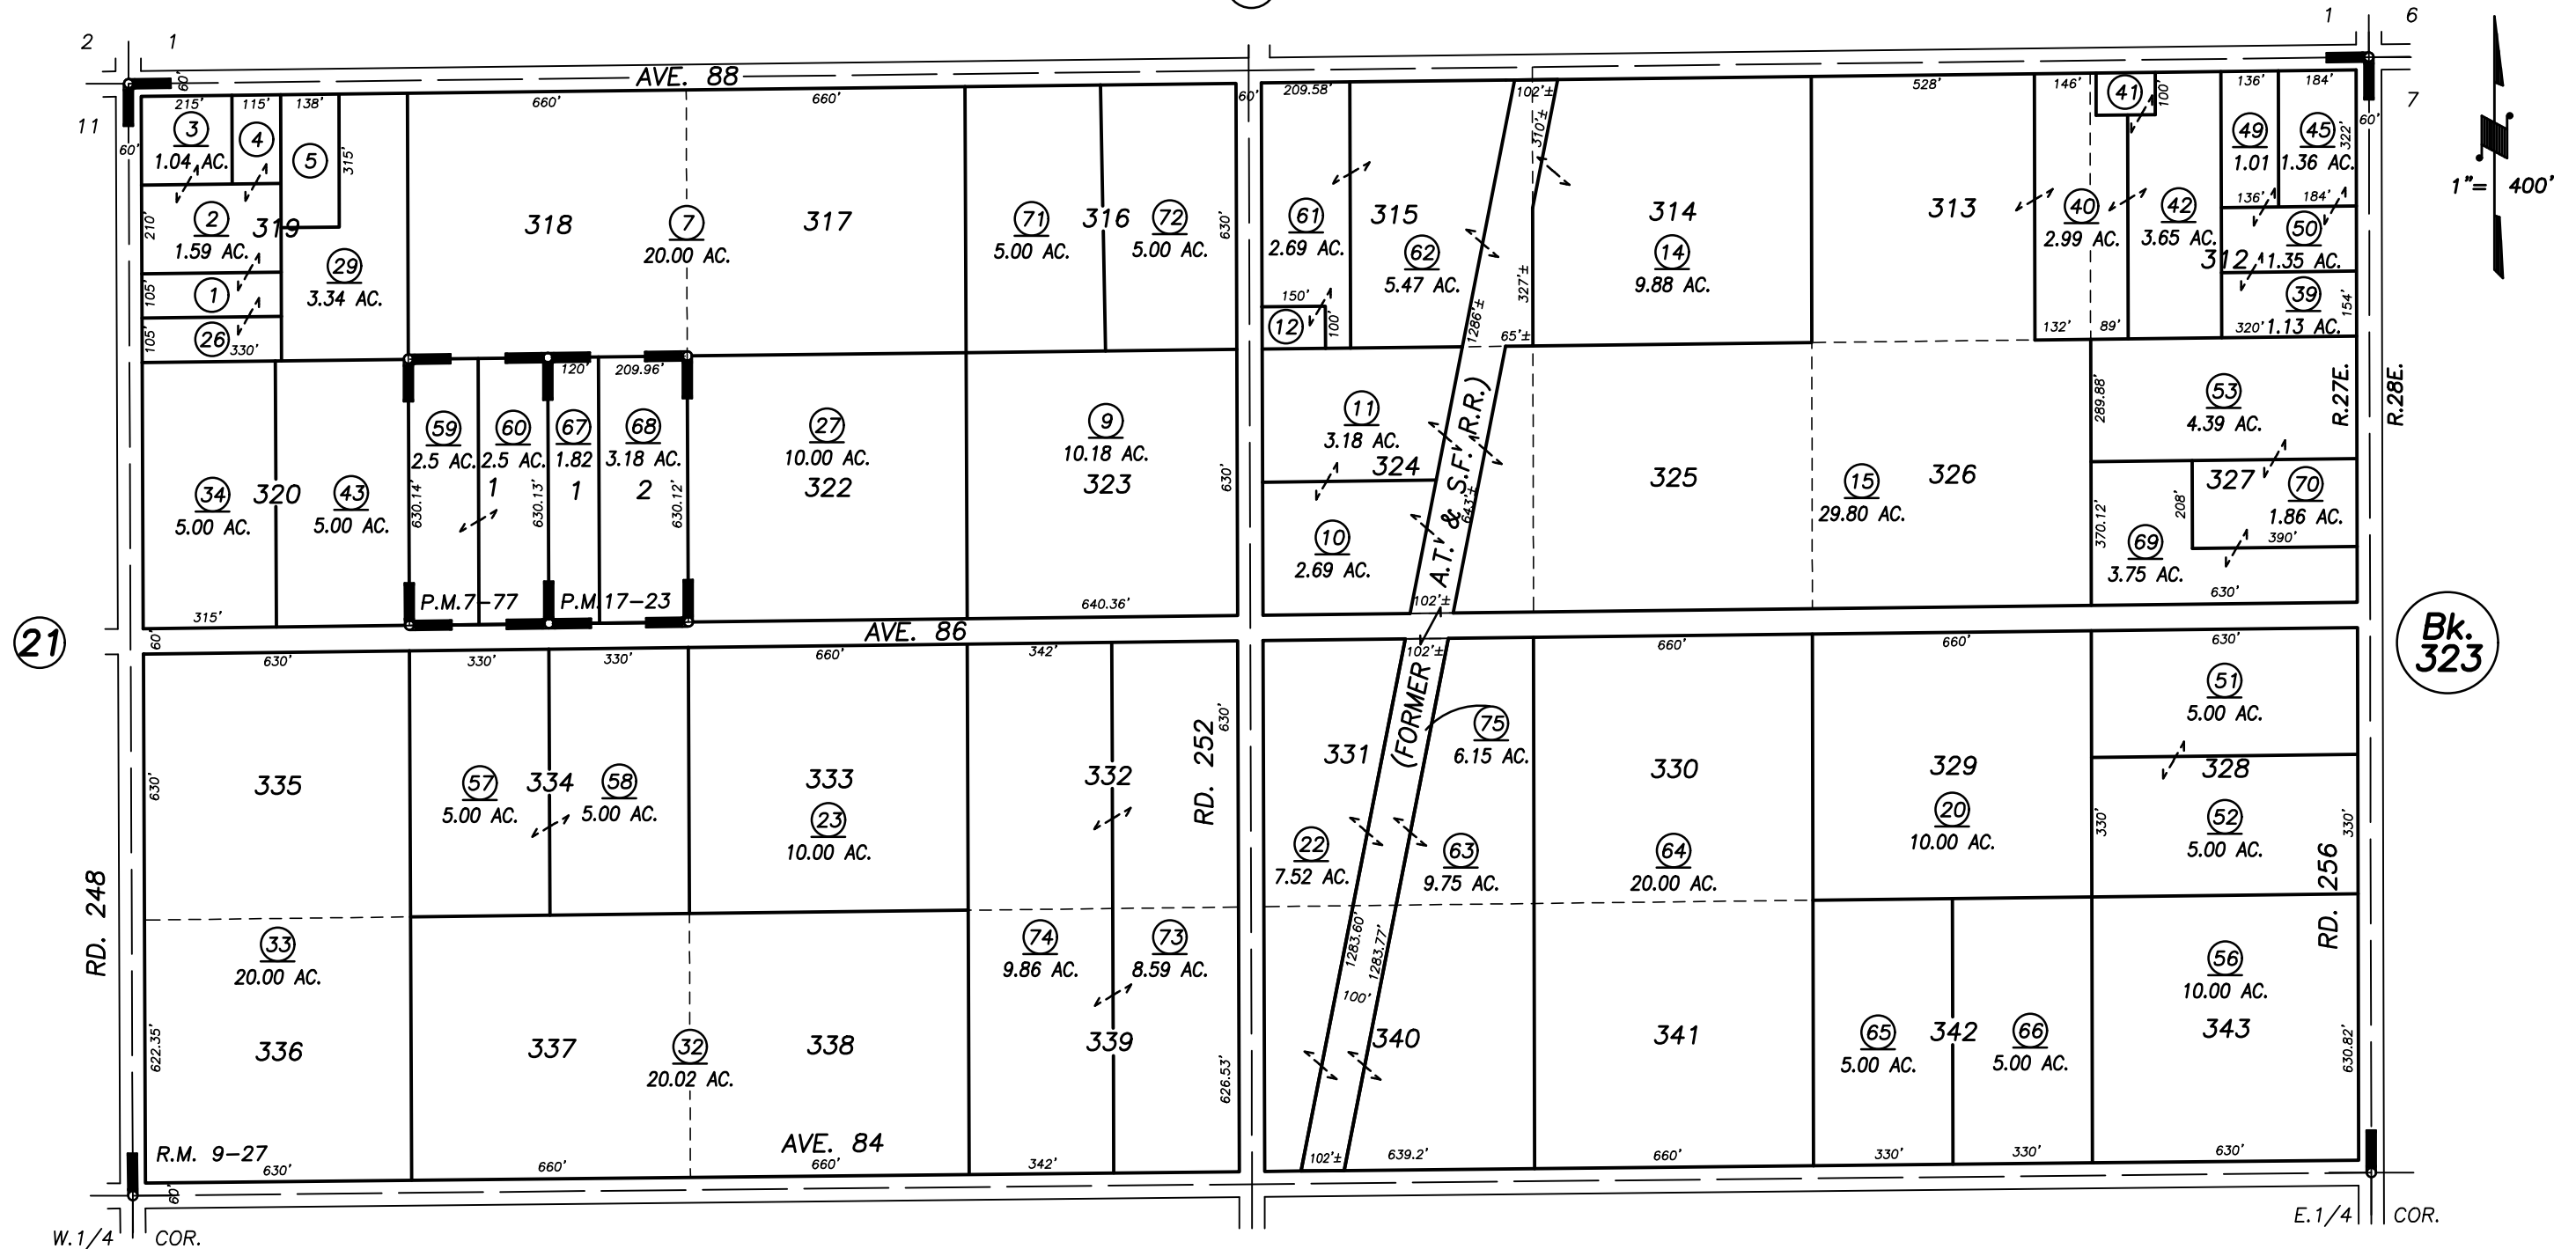 2 1
1 6
11
7
AVE. 88
60'
60'
60'
60'
1"= 400'
215' 115' 138' 660' 660'
3
1.04 AC.
4
5
315'
210'
2
1.59 AC.
319
105'
1
105'
26
330'
29
3.34 AC.
318
7
20.00 AC.
317
71
5.00 AC.
316
72
5.00 AC.
630'
209.58'
102'±
310'±
61
2.69 AC.
315
62
5.47 AC.
150'
12
100'
1286'±
327'±
65'±
314
14
9.88 AC.
528'
313
146'
41
100'
136' 184'
49
1.01
45
1.36 AC.
322'
40
2.99 AC.
42
3.65 AC.
136' 184'
50
1.35 AC.
312
39
1.13 AC.
154'
132' 89' 320'
34
5.00 AC.
320
43
5.00 AC.
315'
120' 209.96'
59
2.5 AC.
60
2.5 AC.
67
1.82
68
3.18 AC.
1
1
2
630.14'
630.13'
630.12'
P.M.7-77
P.M.17-23
27
10.00 AC.
322
9
10.18 AC.
323
630'
640.36'
11
3.18 AC.
324
10
2.69 AC.
A.T. & S.F. R.R.)
643'±
102'±
325
15
29.80 AC.
326
289.88'
53
4.39 AC.
R.27E.
R.28E.
327
70
1.86 AC.
208'
390'
370.12'
69
3.75 AC.
630'
21
60'
AVE. 86
Bk.
323
630' 330' 330' 660' 342'
335
630'
57
5.00 AC.
334
58
5.00 AC.
333
23
10.00 AC.
332
RD. 252
630'
102'±
(FORMER
75
6.15 AC.
331
22
7.52 AC.
63
9.75 AC.
660' 660' 630'
330
64
20.00 AC.
329
20
10.00 AC.
51
5.00 AC.
328
52
5.00 AC.
330'
330'
RD. 248
RD. 256
33
20.00 AC.
336
622.35'
337
32
20.02 AC.
338
74
9.86 AC.
73
8.59 AC.
339
626.53'
1283.60'
1283.77'
100'
340
341
65
5.00 AC.
342
66
5.00 AC.
56
10.00 AC.
343
630.82'
R.M. 9-27
AVE. 84
630' 660' 660' 342'
102'± 639.2' 660' 330' 330' 630'
60'
W.1/4 COR.
E.1/4 COR.